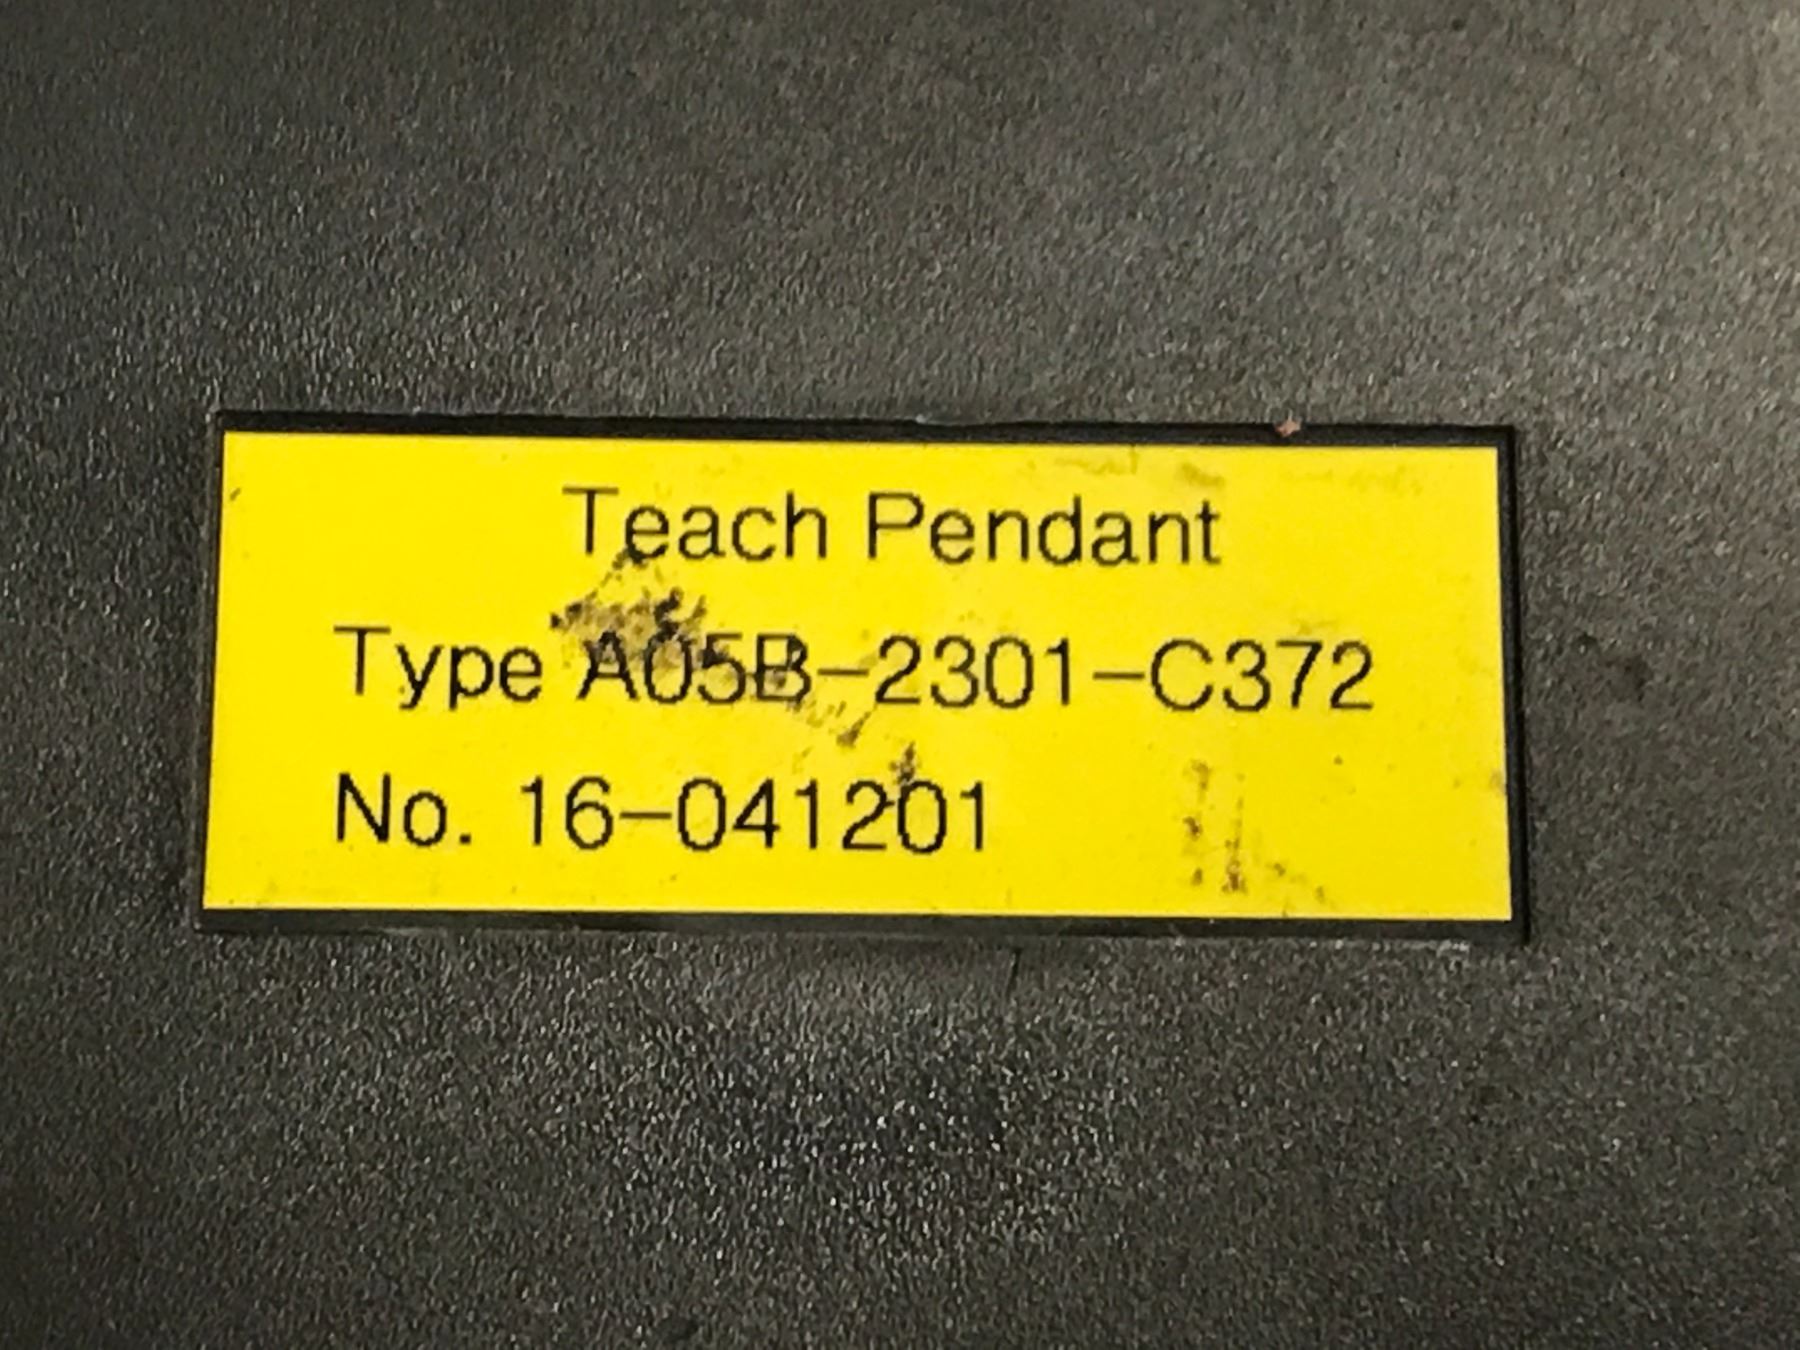 Teach Pendant
Type A05B-2301-C372
No. 16-041201